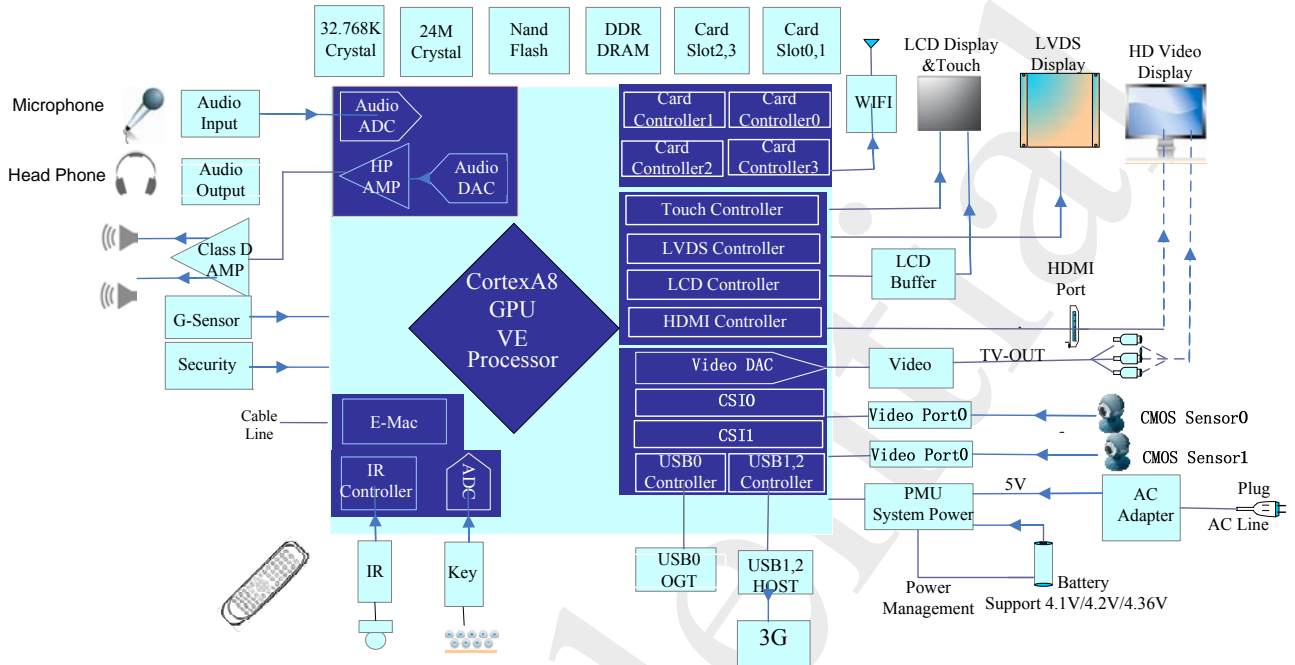 32.768K
Crystal
24M
Crystal
Nand
Flash
DDR
DRAM
Card
Slot2,3
Card
Slot0,1
LCD Display
&Touch
LVDS
Display
HD Video
Display
Microphone
Audio
Input
Audio
ADC
Head Phone
Audio
Output
HP
AMP
Audio
DAC
Card
Controller1
Card
Controller0
Card
Controller2
Card
Controller3
WIFI
Class D
AMP
G-Sensor
Security
CortexA8
GPU
VE
Processor
Touch Controller
LVDS Controller
LCD Controller
HDMI Controller
LCD
Buffer
HDMI
Port
Video DAC
Video
TV-OUT
CSI0
CSI1
Video Port0
CMOS Sensor0
Video Port0
CMOS Sensor1
Cable
Line
E-Mac
IR
Controller
ADC
USB0
Controller
USB1,2
Controller
PMU
System Power
5V
AC
Adapter
Plug
AC Line
IR
Key
USB0
OGT
USB1,2
HOST
3G
Power
Management
Battery
Support 4.1V/4.2V/4.36V